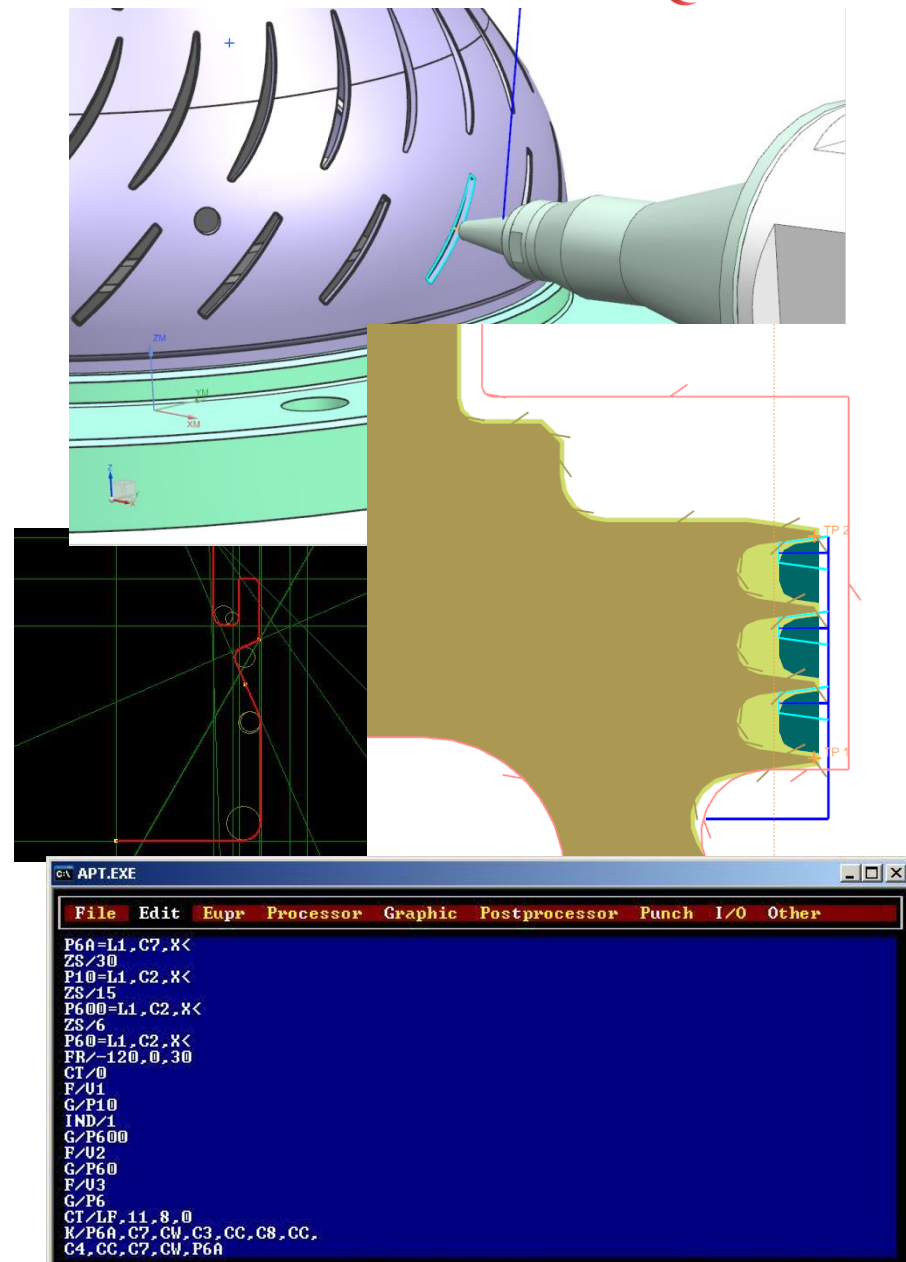 ZM
YM
XM
Z
X
TP 2
TP 1
APT.EXE
File Edit Eupr Processor Graphic Postprocessor Punch I/O Other
P6A=L1,C7,X<
ZS/30
P10=L1,C2,X<
ZS/15
P600=L1,C2,X<
ZS/6
P60=L1,C2,X<
FR/-120,0,30
CT/0
F/V1
G/P10
IND/1
G/P600
F/V2
G/P60
F/V3
G/P6
CT/LF,11,8,0
K/P6A,C7,CW,C3,CC,C8,CC,
C4,CC,C7,CW,P6A